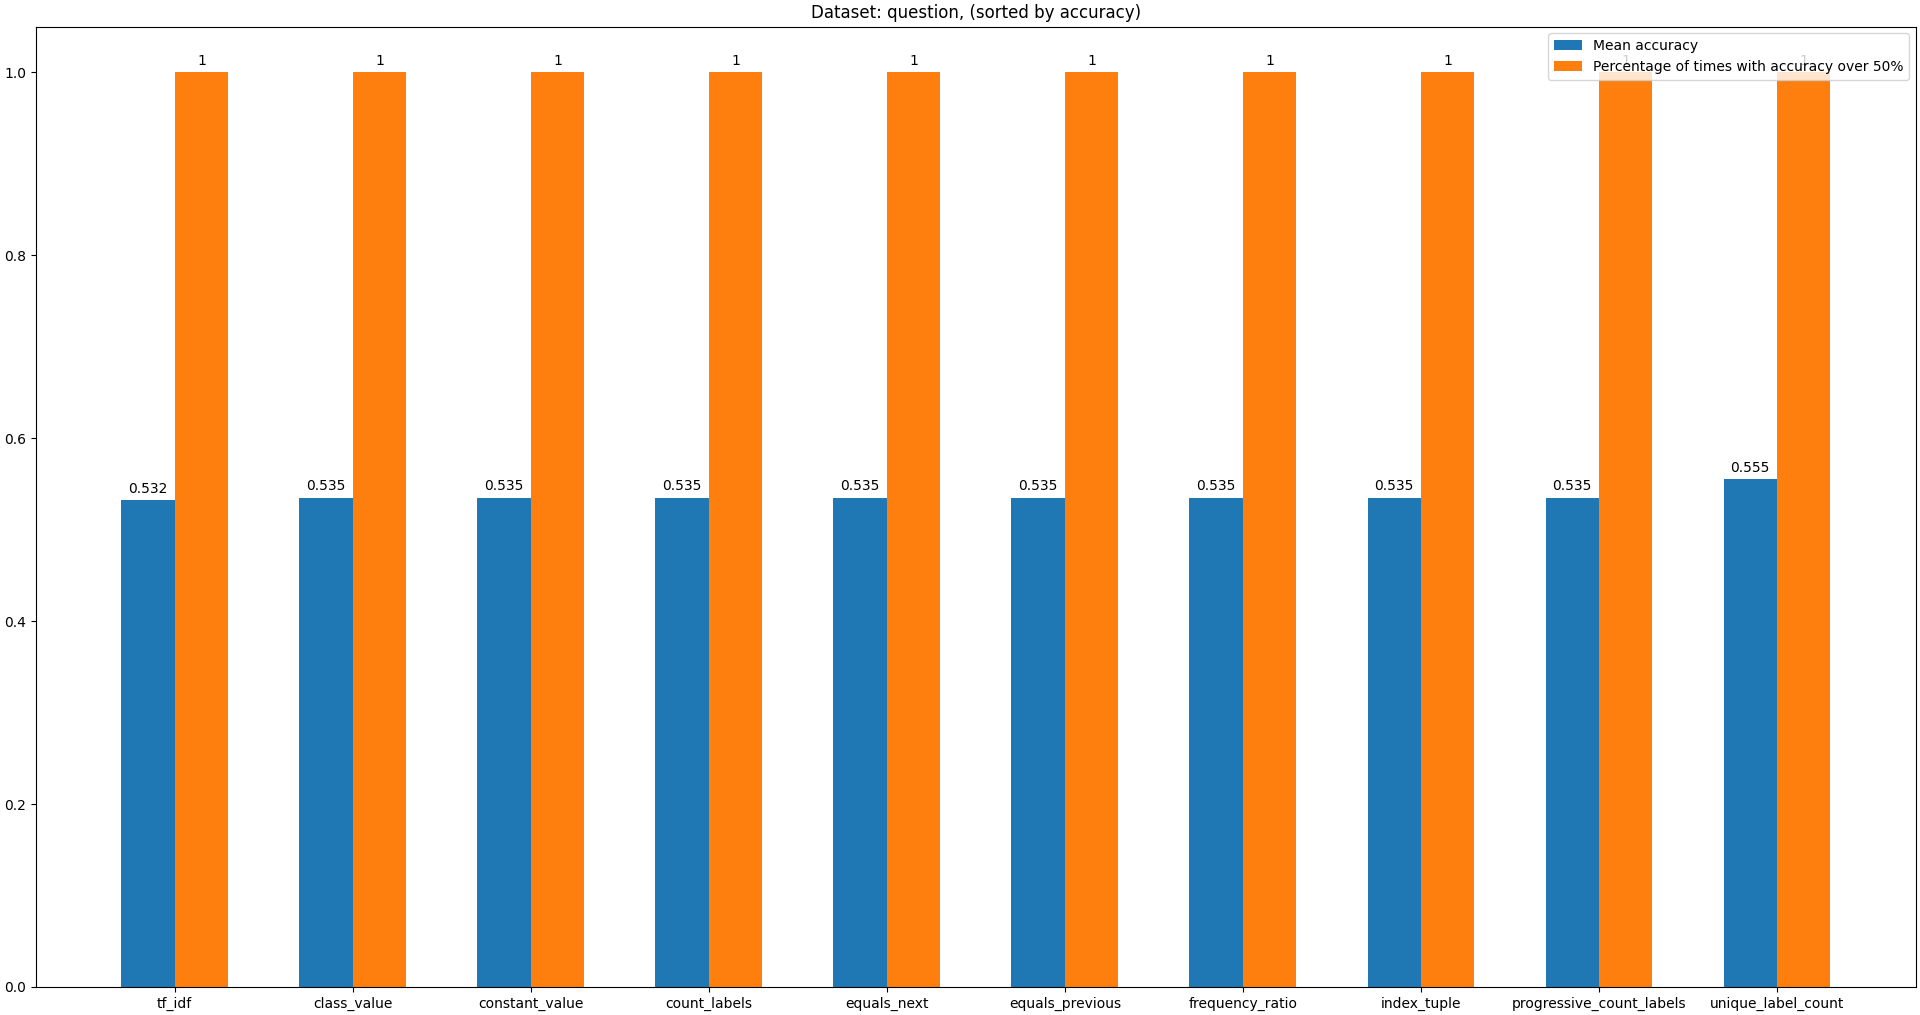 Dataset: question, (sorted by accuracy)
Mean accuracy
Percentage of times with accuracy over 50%
1 1 1 1 1 1 1 1 1 1
1.0
0.8
0.6
0.4
0.2
0.0
0.532 0.535 0.535 0.535 0.535 0.535 0.535 0.535 0.535 0.555
tf_idf class_value constant_value count_labels equals_next equals_previous frequency_ratio index_tuple progressive_count_labels unique_label_count